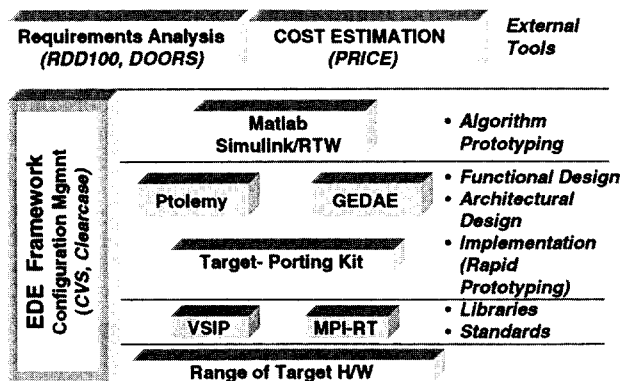 Requirements Analysis
(RDD100, DOORS)
COST ESTIMATION
(PRICE)
External
Tools
EDE Framework
Configuration Mgmnt
(CVS, Clearcase)
Matlab
Simulink/RTW
• Algorithm
Prototyping
Ptolemy
GEDAE
Target- Porting Kit
• Functional Design
• Architectural
Design
• Implementation
(Rapid
Prototyping)
VSIP
MPI-RT
• Libraries
• Standards
Range of Target H/W